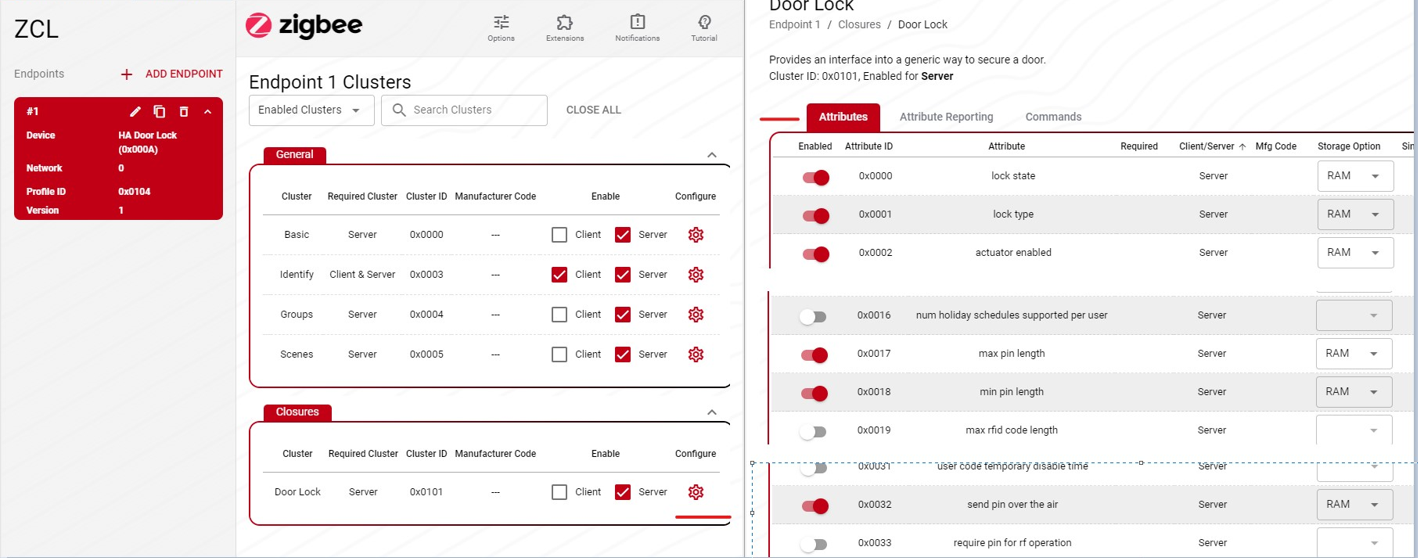 ZCL
Endpoints
ADD ENDPOINT
#1
Device HA Door Lock
(0x000A)
Network 0
Profile ID 0x0104
Version 1
zigbee
Options Extensions Notifications Tutorial
Endpoint 1 Clusters
Enabled Clusters Search Clusters CLOSE ALL
General
Cluster Required Cluster Cluster ID Manufacturer Code Enable Configure
Basic Server 0x0000 --- Client Server
Identify Client & Server 0x0003 --- Client Server
Groups Server 0x0004 --- Client Server
Scenes Server 0x0005 --- Client Server
Closures
Cluster Required Cluster Cluster ID Manufacturer Code Enable Configure
Door Lock Server 0x0101 --- Client Server
Door Lock
Endpoint 1 / Closures / Door Lock
Provides an interface into a generic way to secure a door.
Cluster ID: 0x0101, Enabled for Server
Attributes Attribute Reporting Commands
Enabled Attribute ID Attribute Required Client/Server Mfg Code Storage Option Sin
0x0000 lock state Server RAM
0x0001 lock type Server RAM
0x0002 actuator enabled Server RAM
0x0016 num holiday schedules supported per user Server
0x0017 max pin length Server RAM
0x0018 min pin length Server RAM
0x0019 max rfid code length Server
0x0031 user code temporary disable time Server
0x0032 send pin over the air Server RAM
0x0033 require pin for rf operation Server